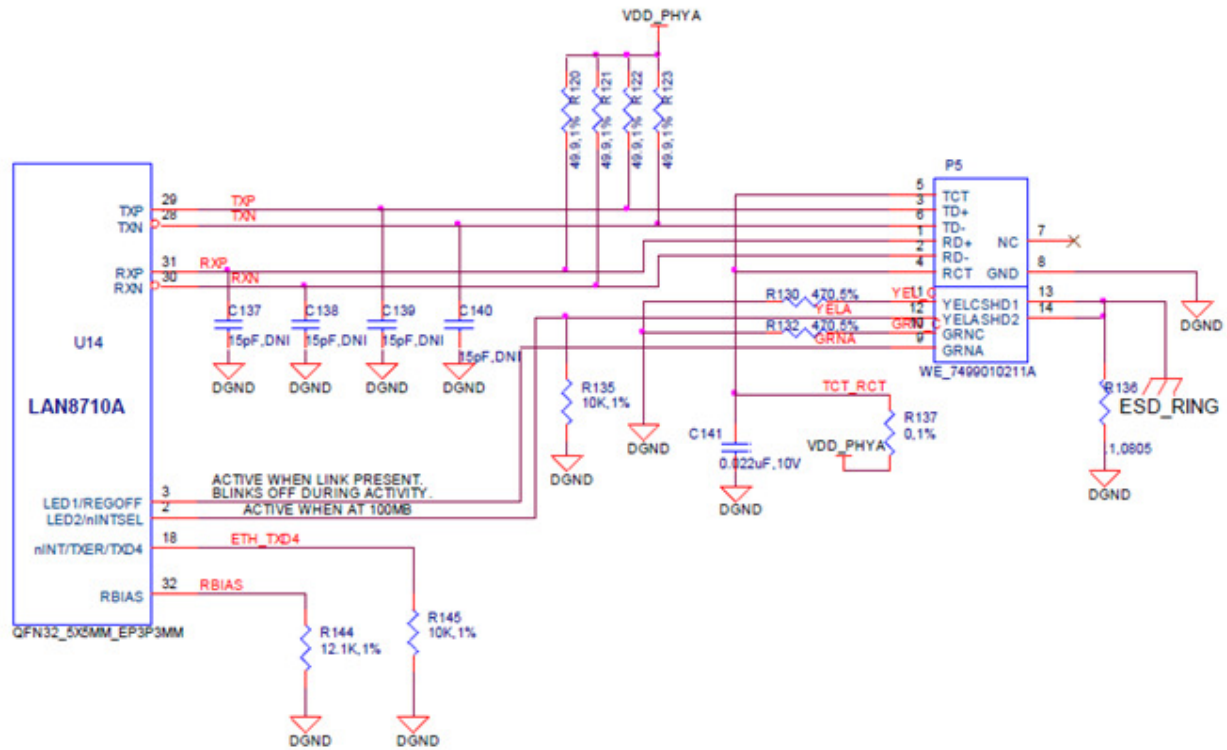 VDD_PHYA
49.9,1% R120
49.9,1% R121
49.9,1% R122
49.9,1% R123
P5
29 TXP
TXP
28 TXN
TXN
31 RXP
RXP
30 RXN
RXN
5 TCT
3 TD+
6 TD-
1 RD+
2 RD-
4 RCT
NC 7
GND 8
DGND
C137
15pF,DNI
C138
15pF,DNI
C139
15pF,DNI
C140
15pF,DNI
DGND
DGND
DGND
DGND
U14
LAN8710A
R130 470,5%
11 YELC
YELA
12
R132 470,5%
10
GRNA
9
YELCSHD1 13
YELASHD2 14
GRNC
GRNA
WE_7499010211A
R135
10K,1%
DGND
DGND
TCT_RCT
R137
0,1%
VDD_PHYA
C141
0.022uF,10V
DGND
R136
.1,0805
DGND
ESD_RING
ACTIVE WHEN LINK PRESENT.
BLINKS OFF DURING ACTIVITY.
ACTIVE WHEN AT 100MB
LED1/REGOFF 3
LED2/nINTSEL 2
nINT/TXER/TXD4 18 ETH_TXD4
RBIAS 32 RBIAS
QFN32_5X5MM_EP3P3MM
R144
12.1K,1%
DGND
R145
10K,1%
DGND